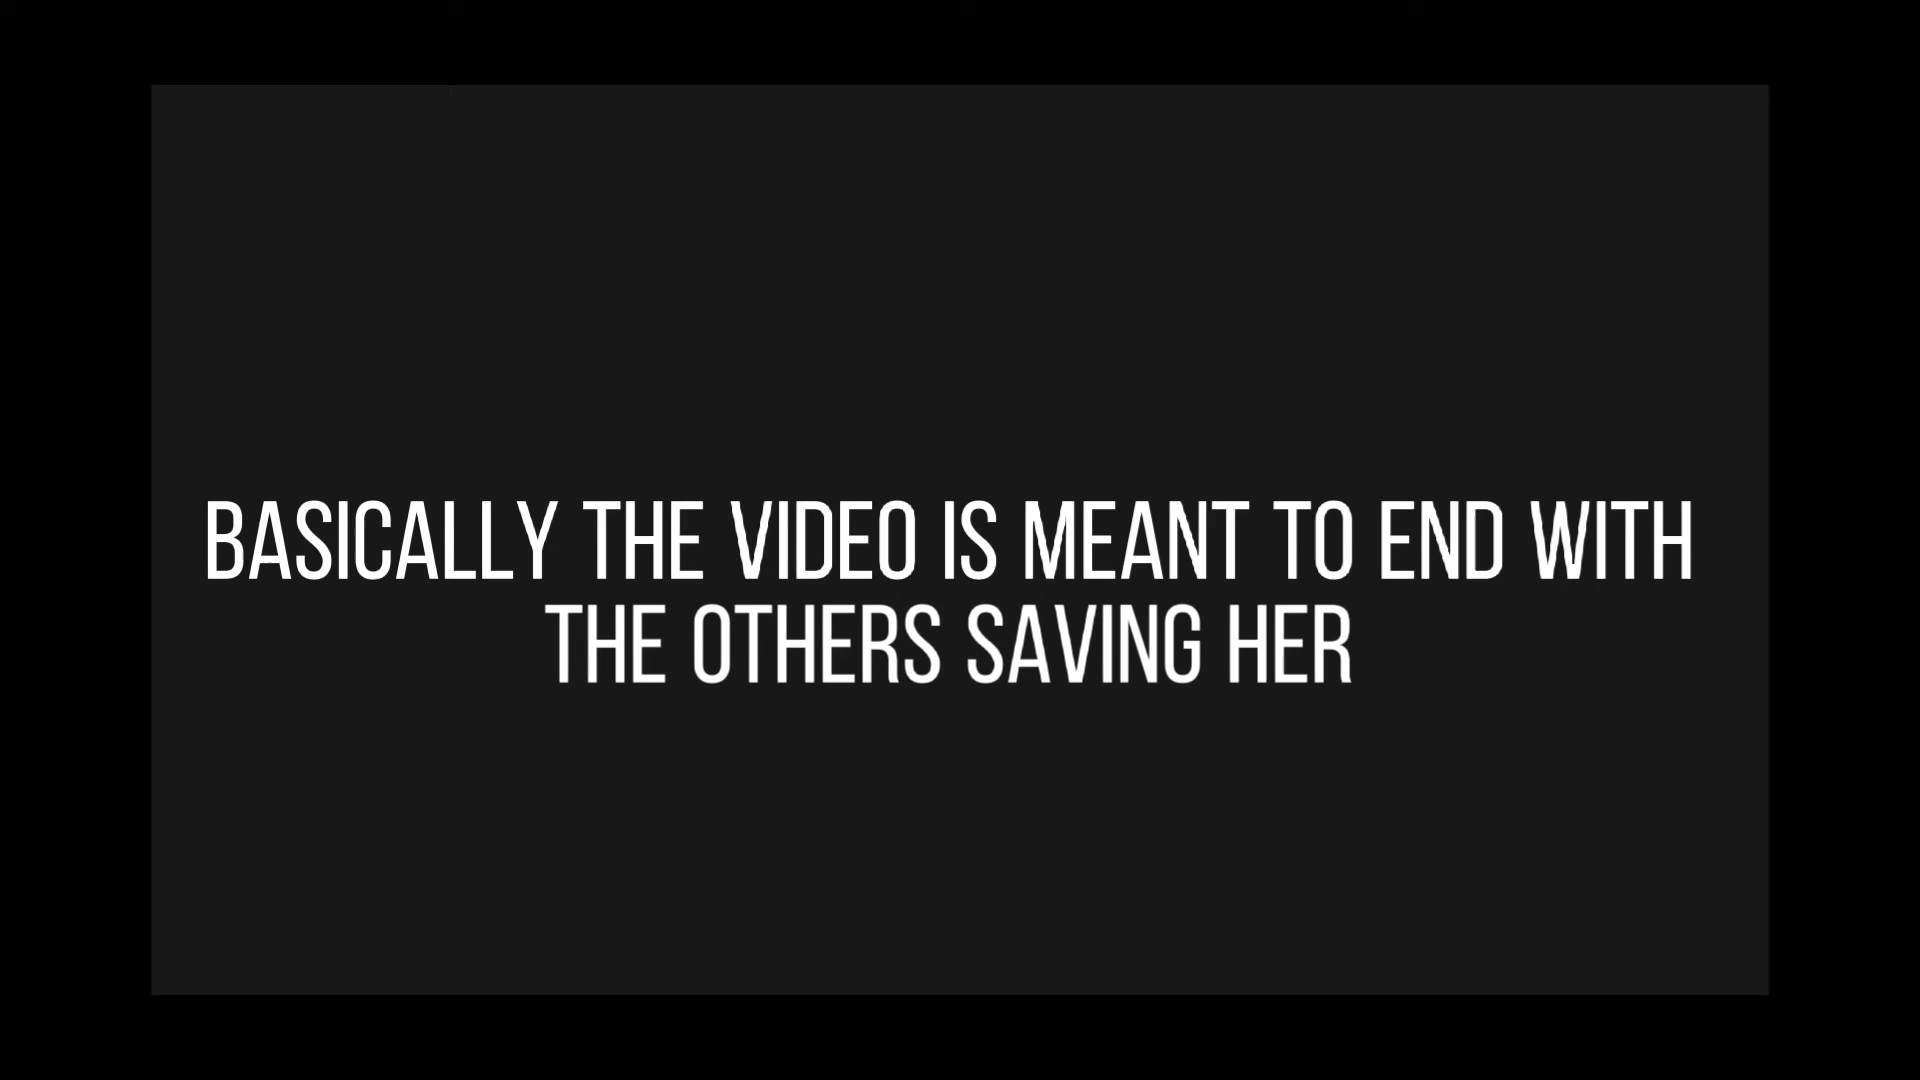 BASICALLY THE VIDEO IS MEANT TO END WITH
THE OTHERS SAVING HER